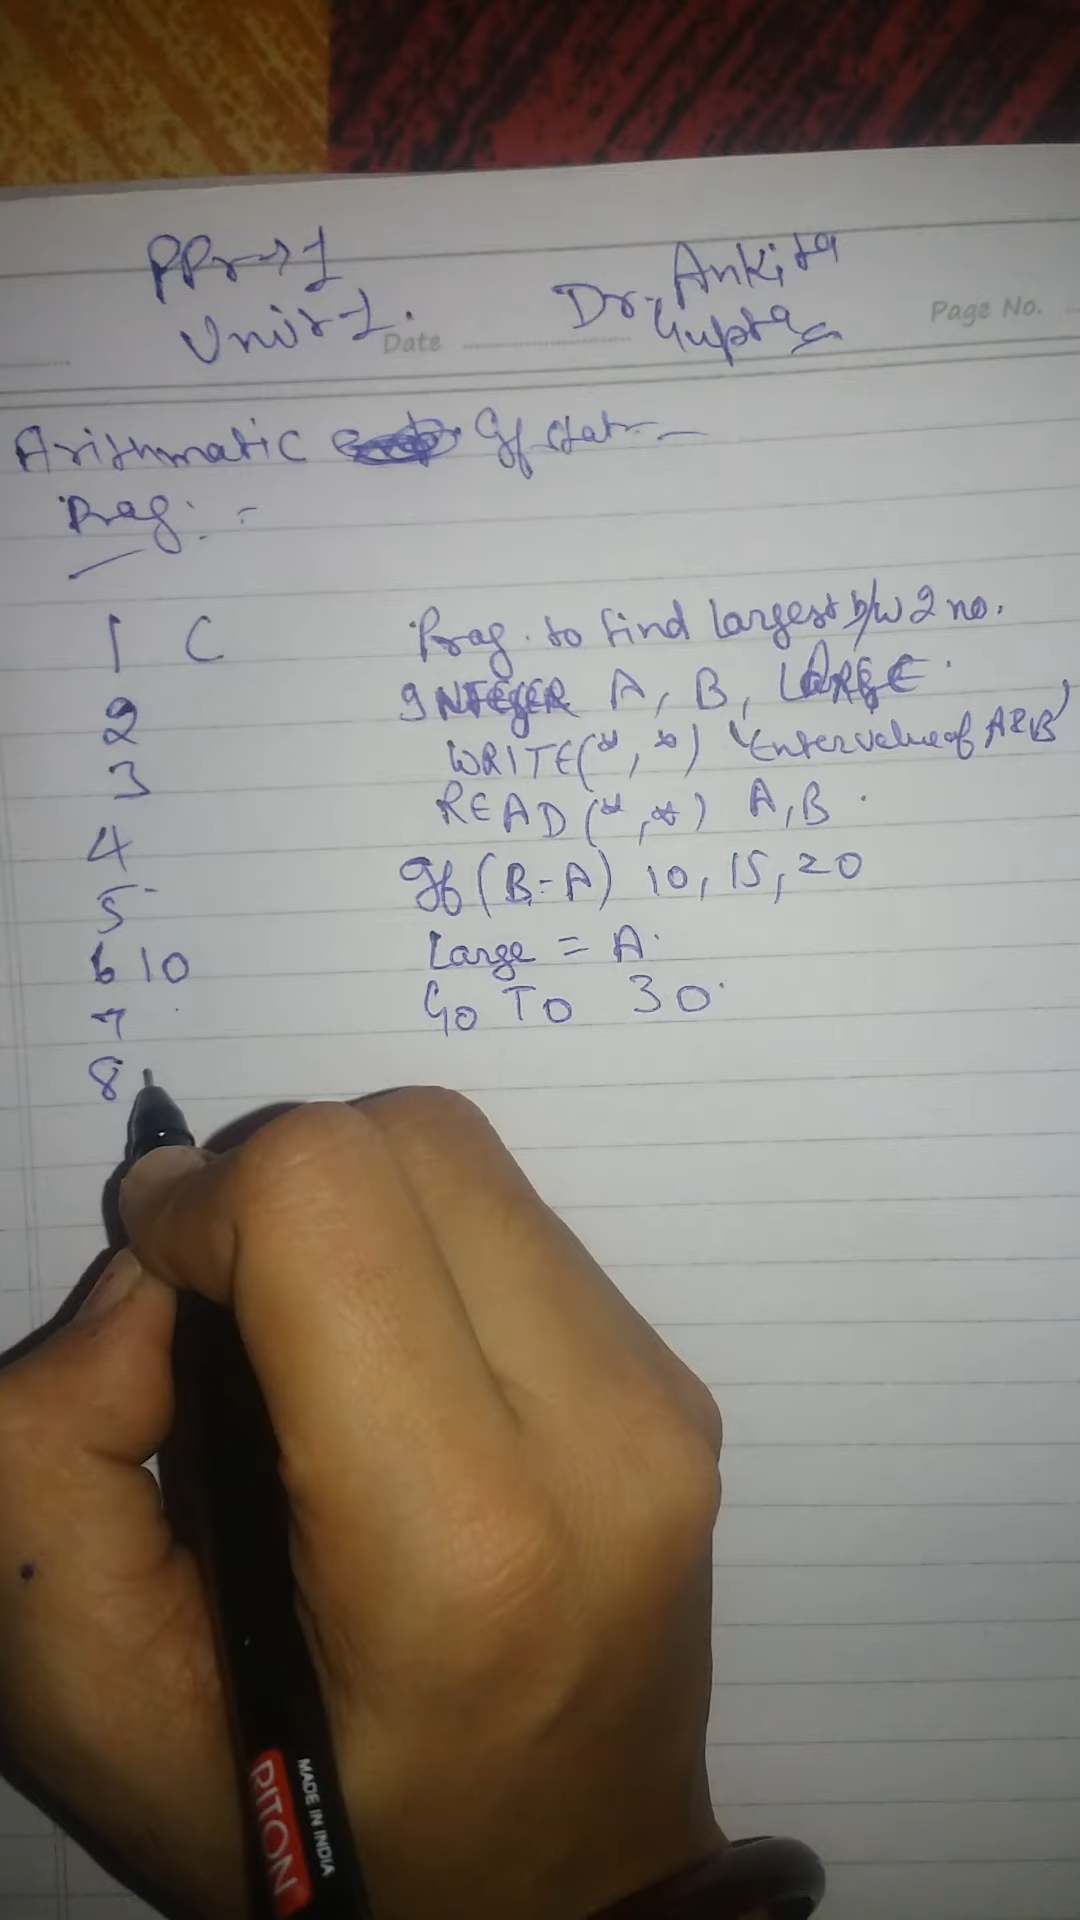 PPr→1
Unit-1.
Dr. Ankita Gupta
Date
Page No.
Arithmatic If stat.-
Prog. :-
1 C Prog. to find largest b/w 2 no.
2 INTEGER A, B, LARGE.
3 WRITE(*,*) 'Enter value of A & B'
4 READ(*,*) A,B.
5 If (B-A) 10, 15, 20
6 10 Large = A.
7 Go To 30.
8
MADE IN INDIA
RITON